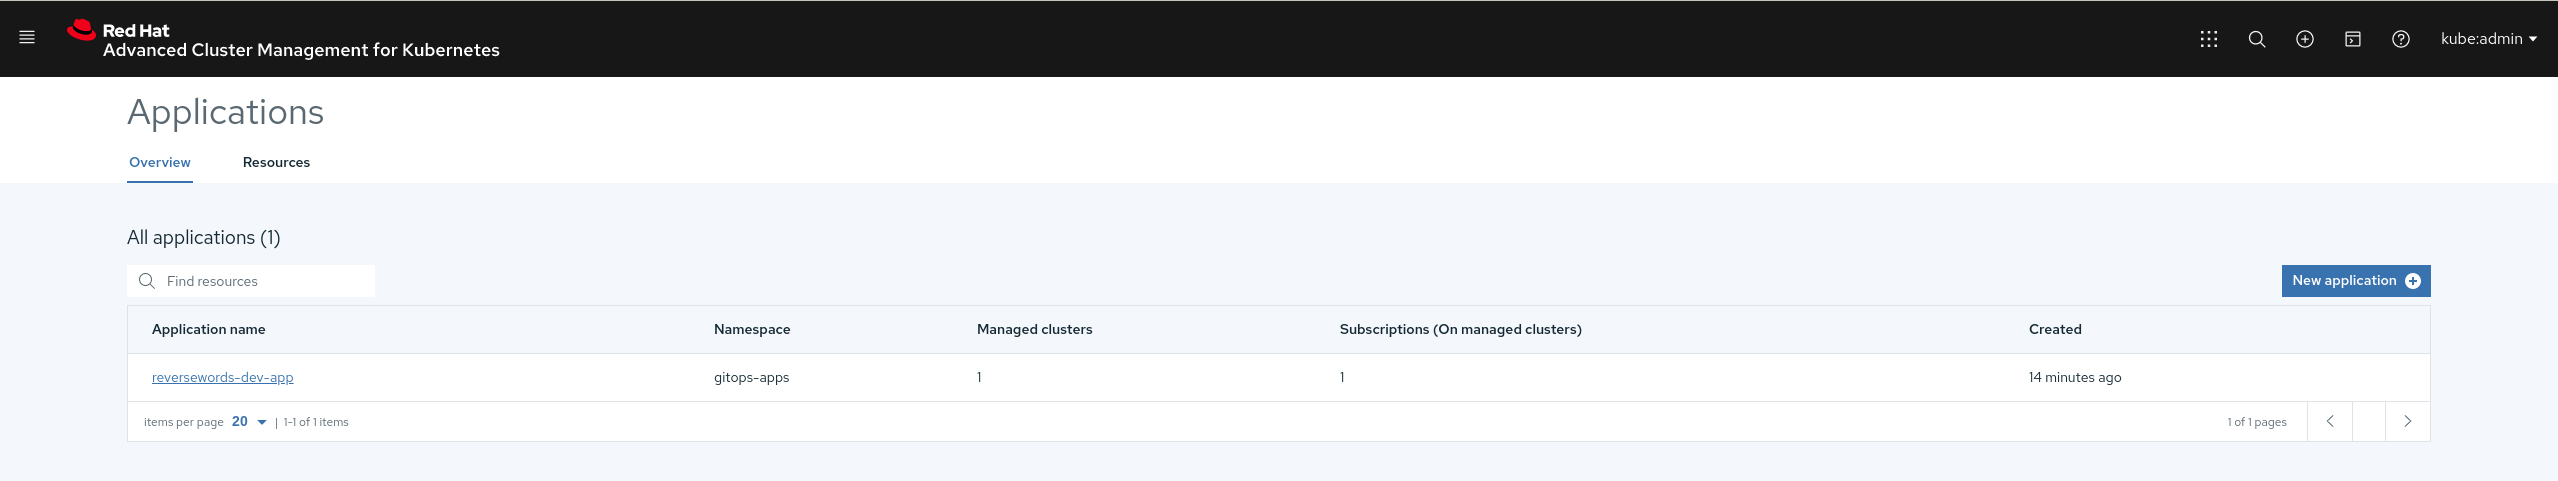 Red Hat
Advanced Cluster Management for Kubernetes
kube:admin
Applications
Overview Resources
All applications (1)
Find resources
New application
Application name Namespace Managed clusters Subscriptions (On managed clusters) Created
reversewords-dev-app gitops-apps 1 1 14 minutes ago
items per page 20 | 1-1 of 1 items 1 of 1 pages